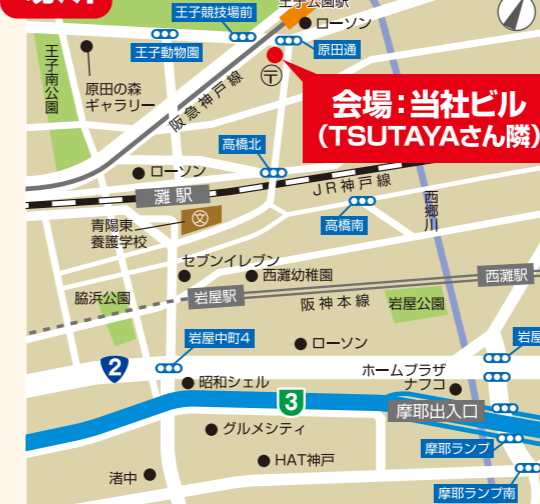 王子競技場前
王子公園駅
ローソン
王子動物園
原田通
王子南公園
原田の森
ギャラリー
阪急神戸線
〒
会場:当社ビル
(TSUTAYAさん隣)
高橋北
ローソン
灘駅
JR神戸線
西郷川
青陽東
養護学校
文
高橋南
セブンイレブン
西灘幼稚園
西灘駅
脇浜公園
岩屋駅
阪神本線
岩屋公園
岩屋中町4
ローソン
岩屋
2
昭和シェル
ホームプラザ
ナフコ
3
摩耶出入口
グルメシティ
摩耶ランプ
HAT神戸
渚中
摩耶ランプ南